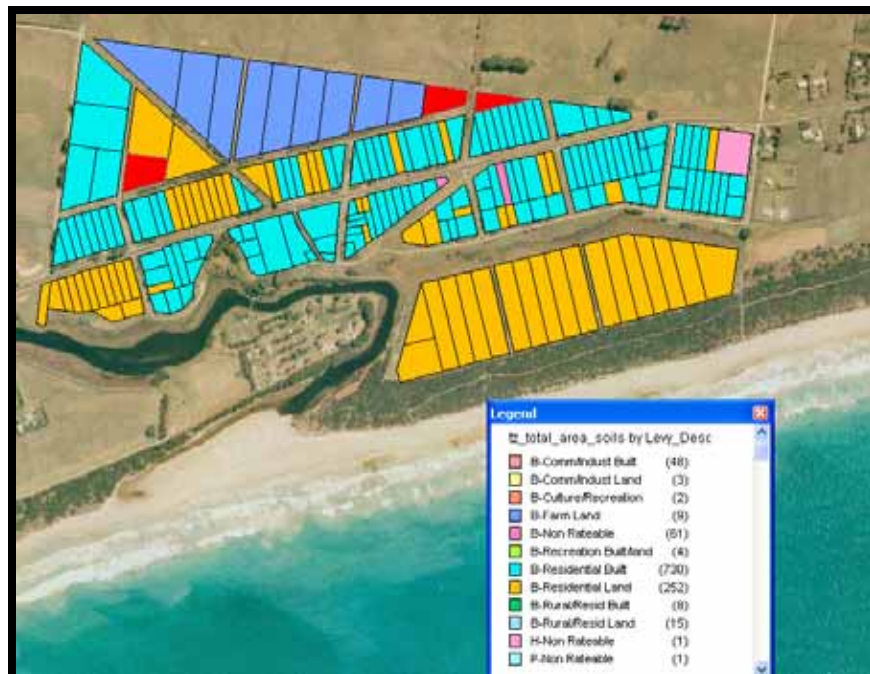 Legend
_total_area_soils by Levy_Desc
B-Comm/Indust Built (48)
B-Comm/Indust Land (3)
B-Culture/Recreation (2)
B-Farm Land (9)
B-Non Rateable (61)
B-Recreation Built/land (4)
B-Residential Built (730)
B-Residential Land (252)
B-Rural/Resid Built (8)
B-Rural/Resid Land (15)
H-Non Rateable (1)
P-Non Rateable (1)